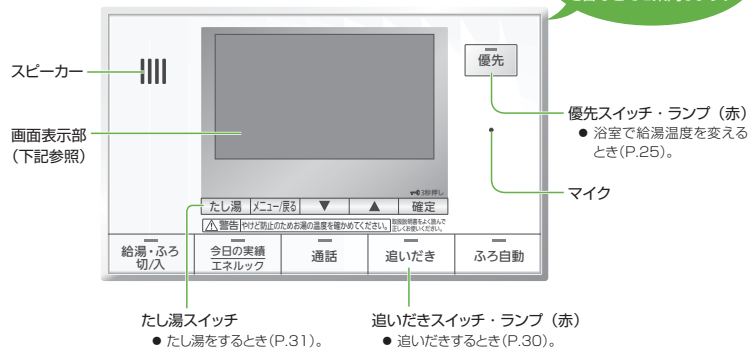 スピーカー
画面表示部
(下記参照)
優先
優先スイッチ・ランプ(赤)
● 浴室で給湯温度を変える
とき(P.25)。
マイク
3秒押し
たし湯 メニュー/戻る ▼ ▲ 確定
警告 やけど防止のためお湯の温度を確かめてください。 取扱説明書をよく読んで
正しくお使いください。
給湯・ふろ
切/入
今日の実績
エネルック
通話
追いだき
ふろ自動
たし湯スイッチ
● たし湯をするとき(P.31)。
追いだきスイッチ・ランプ(赤)
● 追いだきするとき(P.30)。